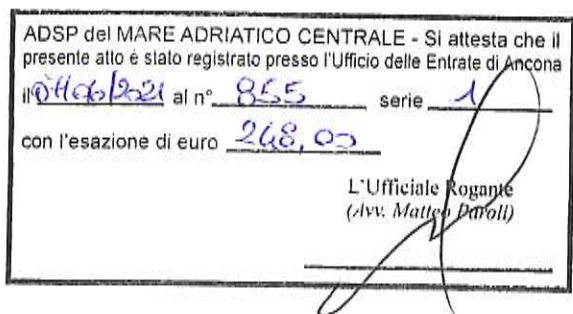 ADSP del MARE ADRIATICO CENTRALE - Si attesta che il
presente atto è stato registrato presso l'Ufficio delle Entrate di Ancona
il /06/2021 al n° 855 serie 1
con l'esazione di euro 248,00
L'Ufficiale Rogante
(Avv. Matteo Paroli)